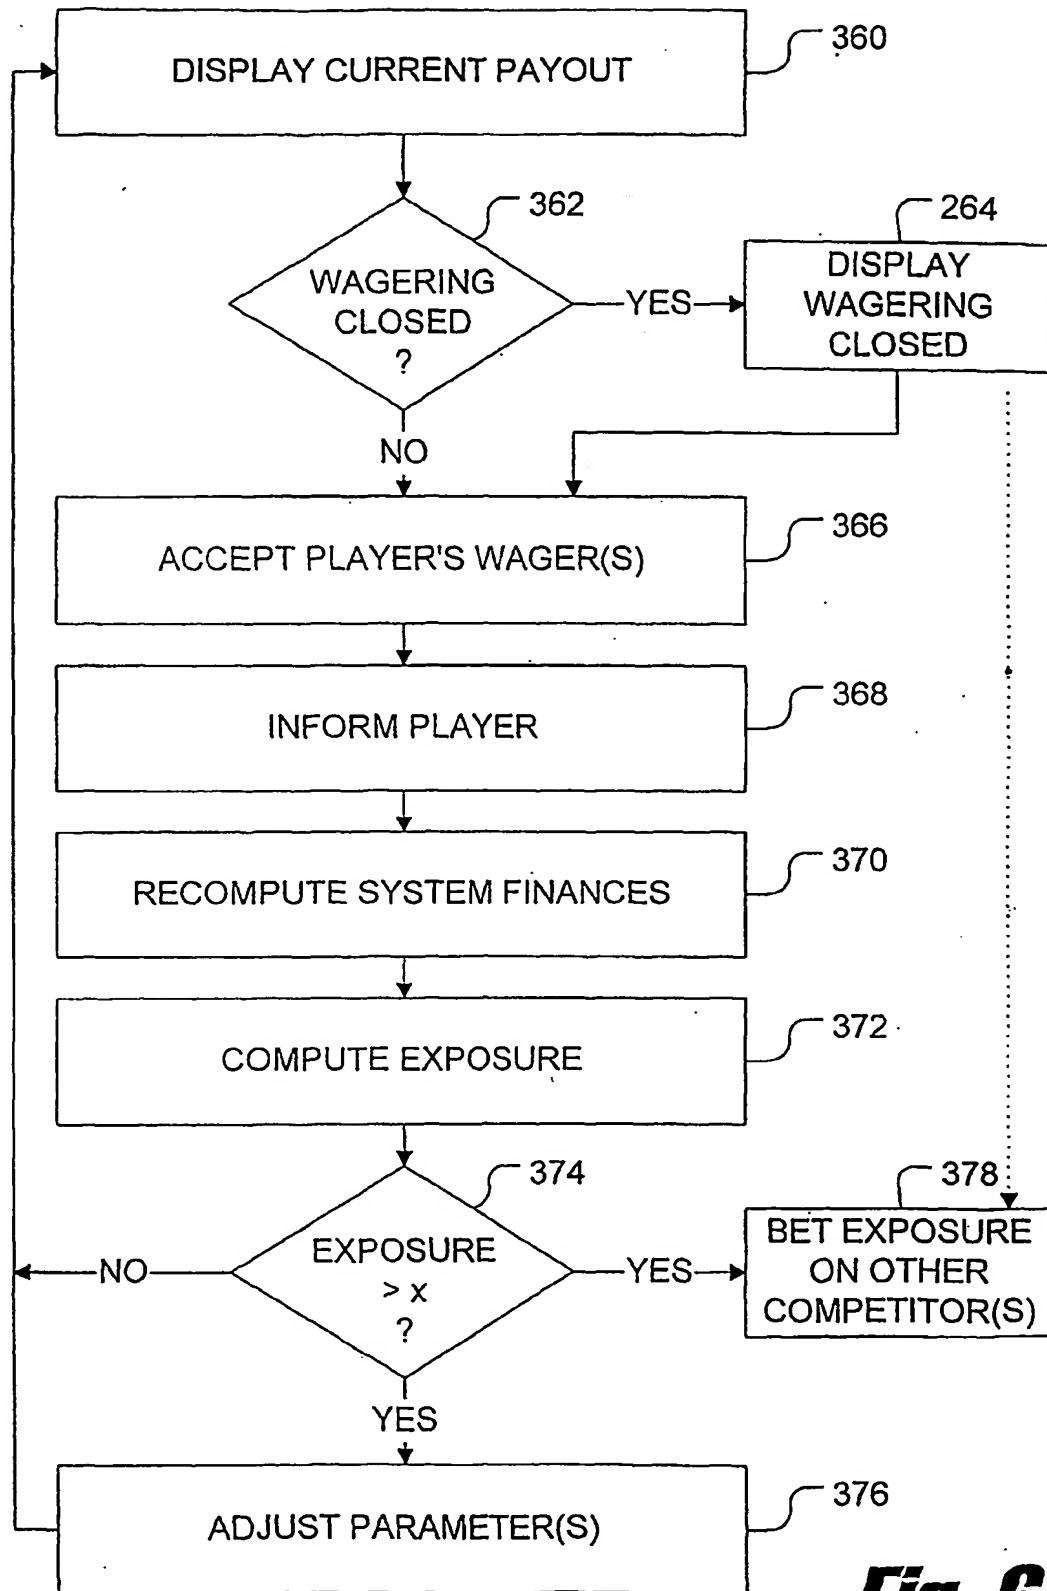 DISPLAY CURRENT PAYOUT
360
362
WAGERING
CLOSED
?
YES
264
DISPLAY
WAGERING
CLOSED
NO
ACCEPT PLAYER'S WAGER(S)
366
INFORM PLAYER
368
RECOMPUTE SYSTEM FINANCES
370
COMPUTE EXPOSURE
372
374
EXPOSURE
> x
?
NO
YES
378
BET EXPOSURE
ON OTHER
COMPETITOR(S)
YES
ADJUST PARAMETER(S)
376
Fig.